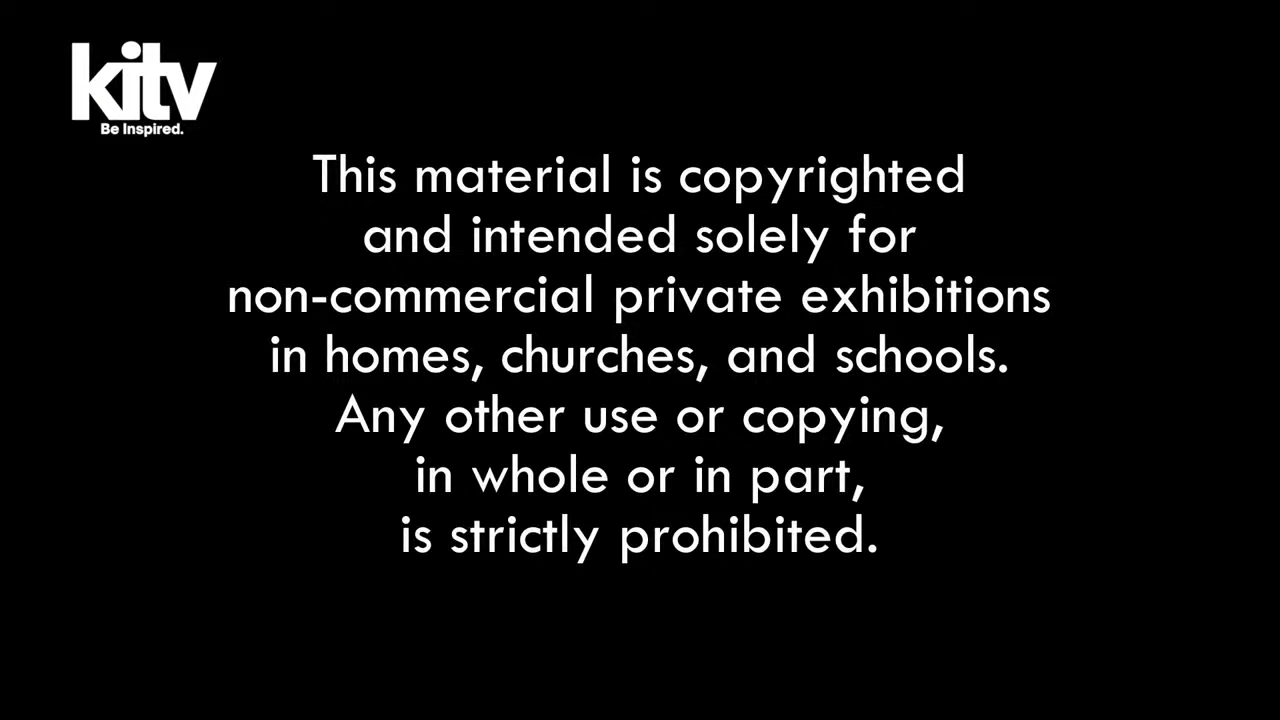 kitv
Be Inspired.
This material is copyrighted
and intended solely for
non-commercial private exhibitions
in homes, churches, and schools.
Any other use or copying,
in whole or in part,
is strictly prohibited.